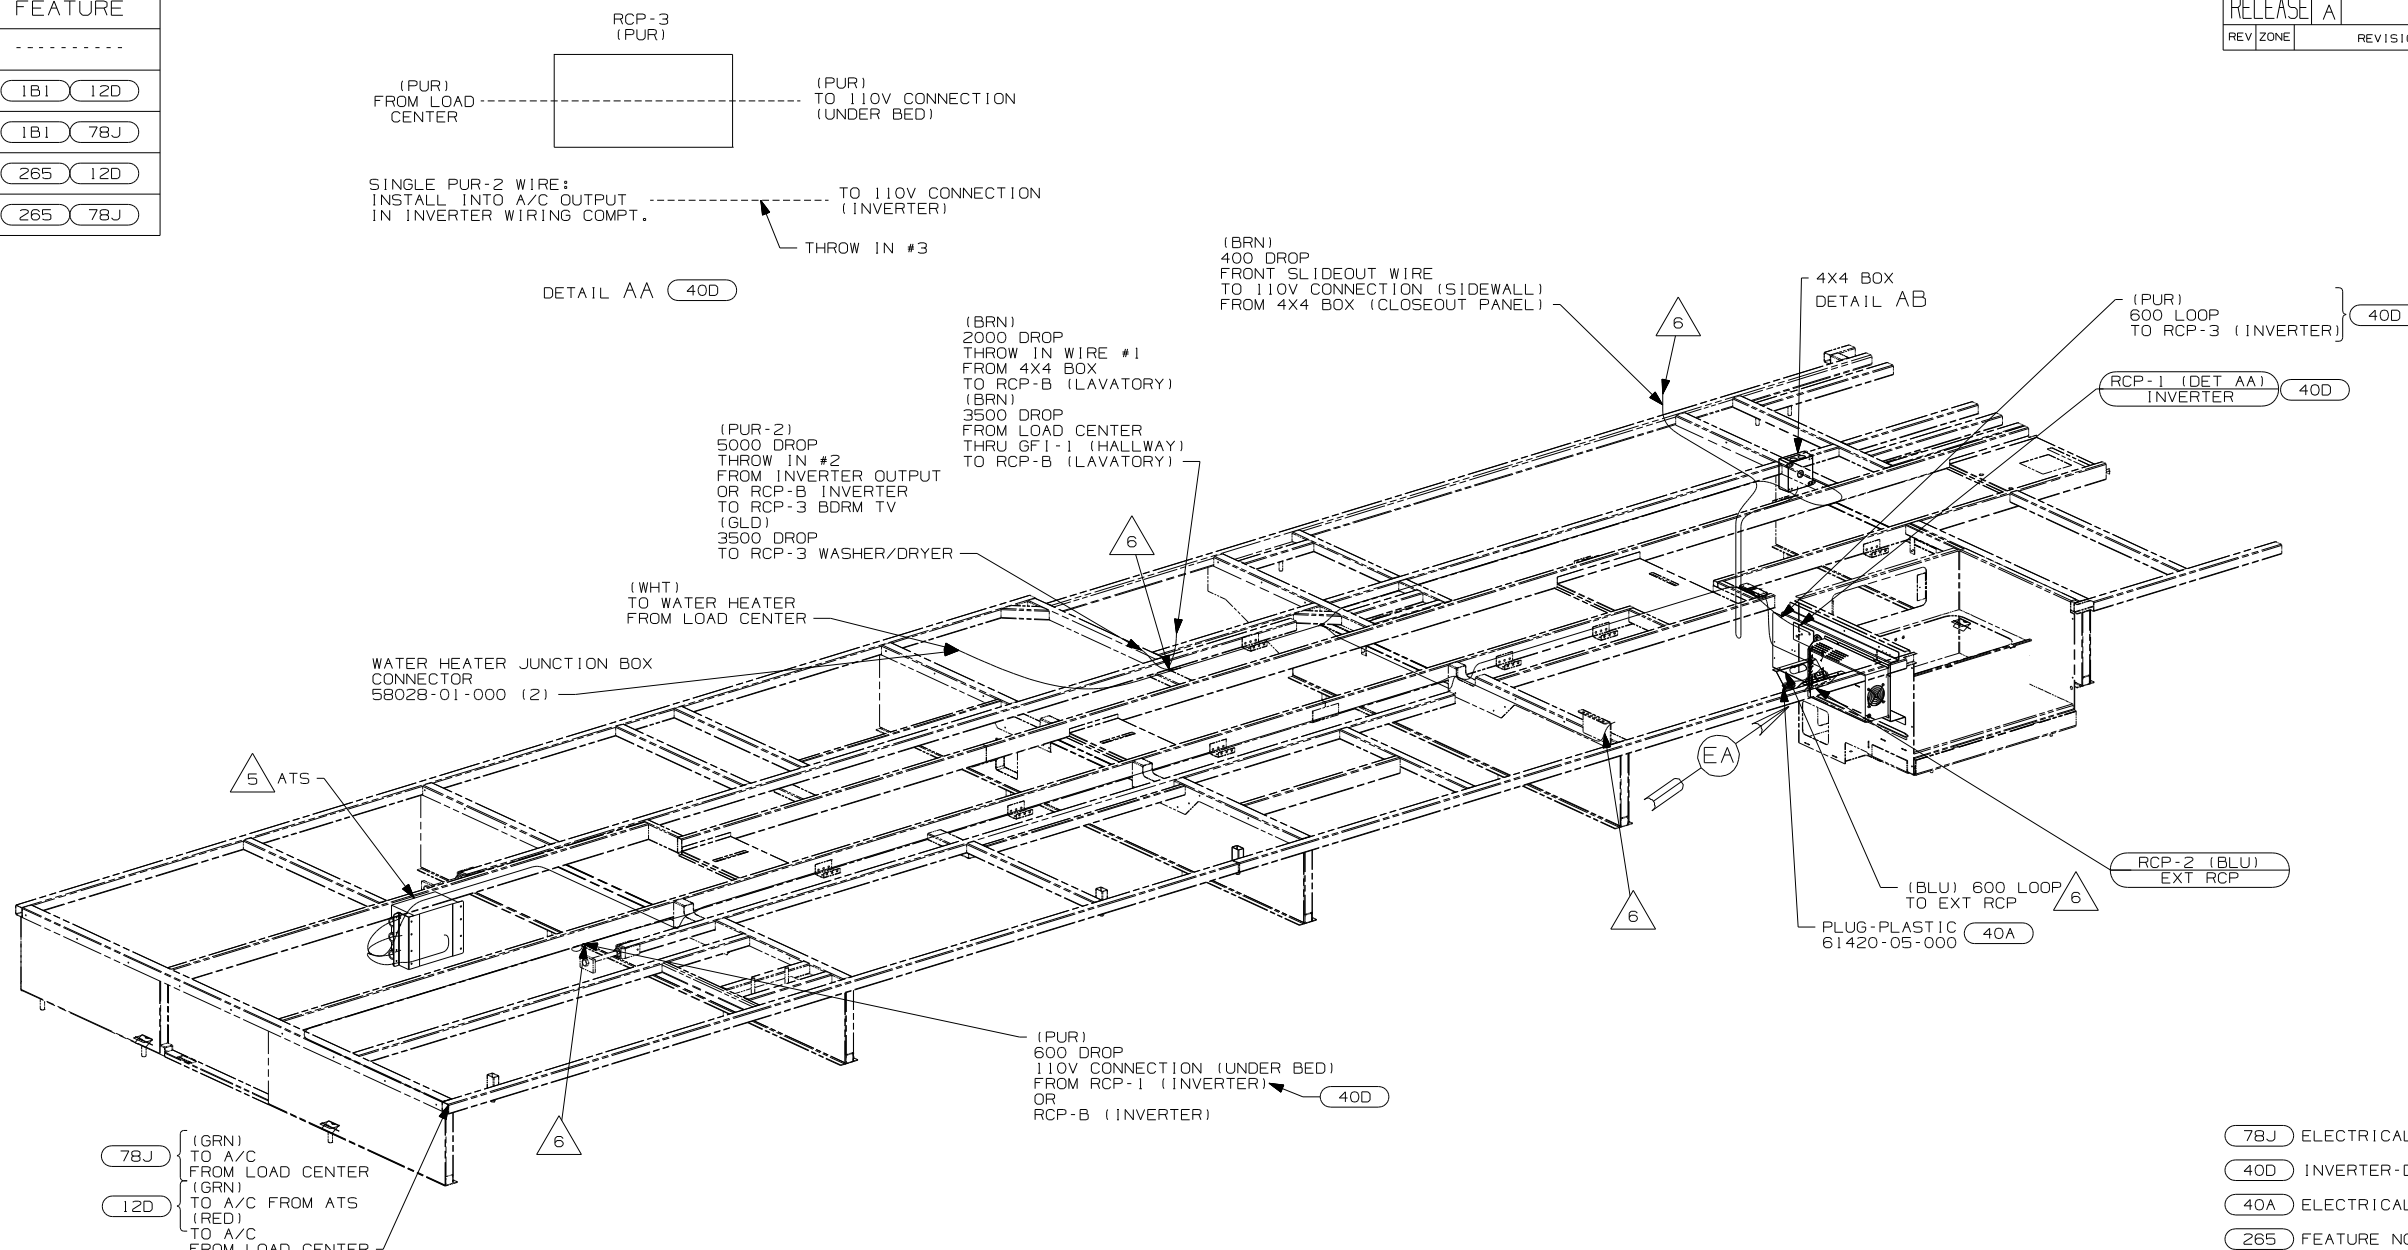 FEATURE
----------
1B1 12D
1B1 78J
265 12D
265 78J
RCP-3
(PUR)
(PUR)
FROM LOAD
CENTER
(PUR)
TO 110V CONNECTION
(UNDER BED)
SINGLE PUR-2 WIRE:
INSTALL INTO A/C OUTPUT
IN INVERTER WIRING COMPT.
TO 110V CONNECTION
(INVERTER)
THROW IN #3
DETAIL AA 40D
RELEASE A
REV ZONE
(BRN)
400 DROP
FRONT SLIDEOUT WIRE
TO 110V CONNECTION (SIDEWALL)
FROM 4X4 BOX (CLOSEOUT PANEL)
6
4X4 BOX
DETAIL AB
(PUR)
600 LOOP
TO RCP-3 (INVERTER)
40D
RCP-1 (DET AA)
INVERTER
40D
(BRN)
2000 DROP
THROW IN WIRE #1
FROM 4X4 BOX
TO RCP-B (LAVATORY)
(BRN)
3500 DROP
FROM LOAD CENTER
THRU GFI-1 (HALLWAY)
TO RCP-B (LAVATORY)
(PUR-2)
5000 DROP
THROW IN #2
FROM INVERTER OUTPUT
OR RCP-B INVERTER
TO RCP-3 BDRM TV
(GLD)
3500 DROP
TO RCP-3 WASHER/DRYER
6
(WHT)
TO WATER HEATER
FROM LOAD CENTER
WATER HEATER JUNCTION BOX
CONNECTOR
58028-01-000 (2)
5 ATS
EA
RCP-2 (BLU)
EXT RCP
(BLU) 600 LOOP
TO EXT RCP
6
6
PLUG-PLASTIC
61420-05-000
40A
(PUR)
600 DROP
110V CONNECTION (UNDER BED)
FROM RCP-1 (INVERTER)
OR
RCP-B (INVERTER)
40D
6
78J
(GRN)
TO A/C
FROM LOAD CENTER
12D
(GRN)
TO A/C FROM ATS
(RED)
TO A/C
FROM LOAD CENTER
78J ELECTRICAL
40D INVERTER-
40A ELECTRICAL
265 FEATURE